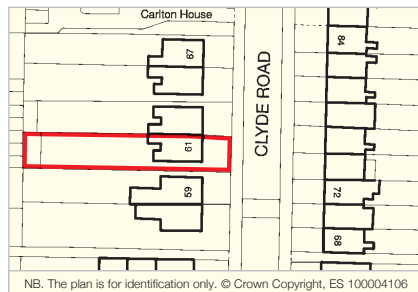 Carlton House
67
CLYDE ROAD
84
61
59
72
68
NB. The plan is for identification only. © Crown Copyright, ES 100004106